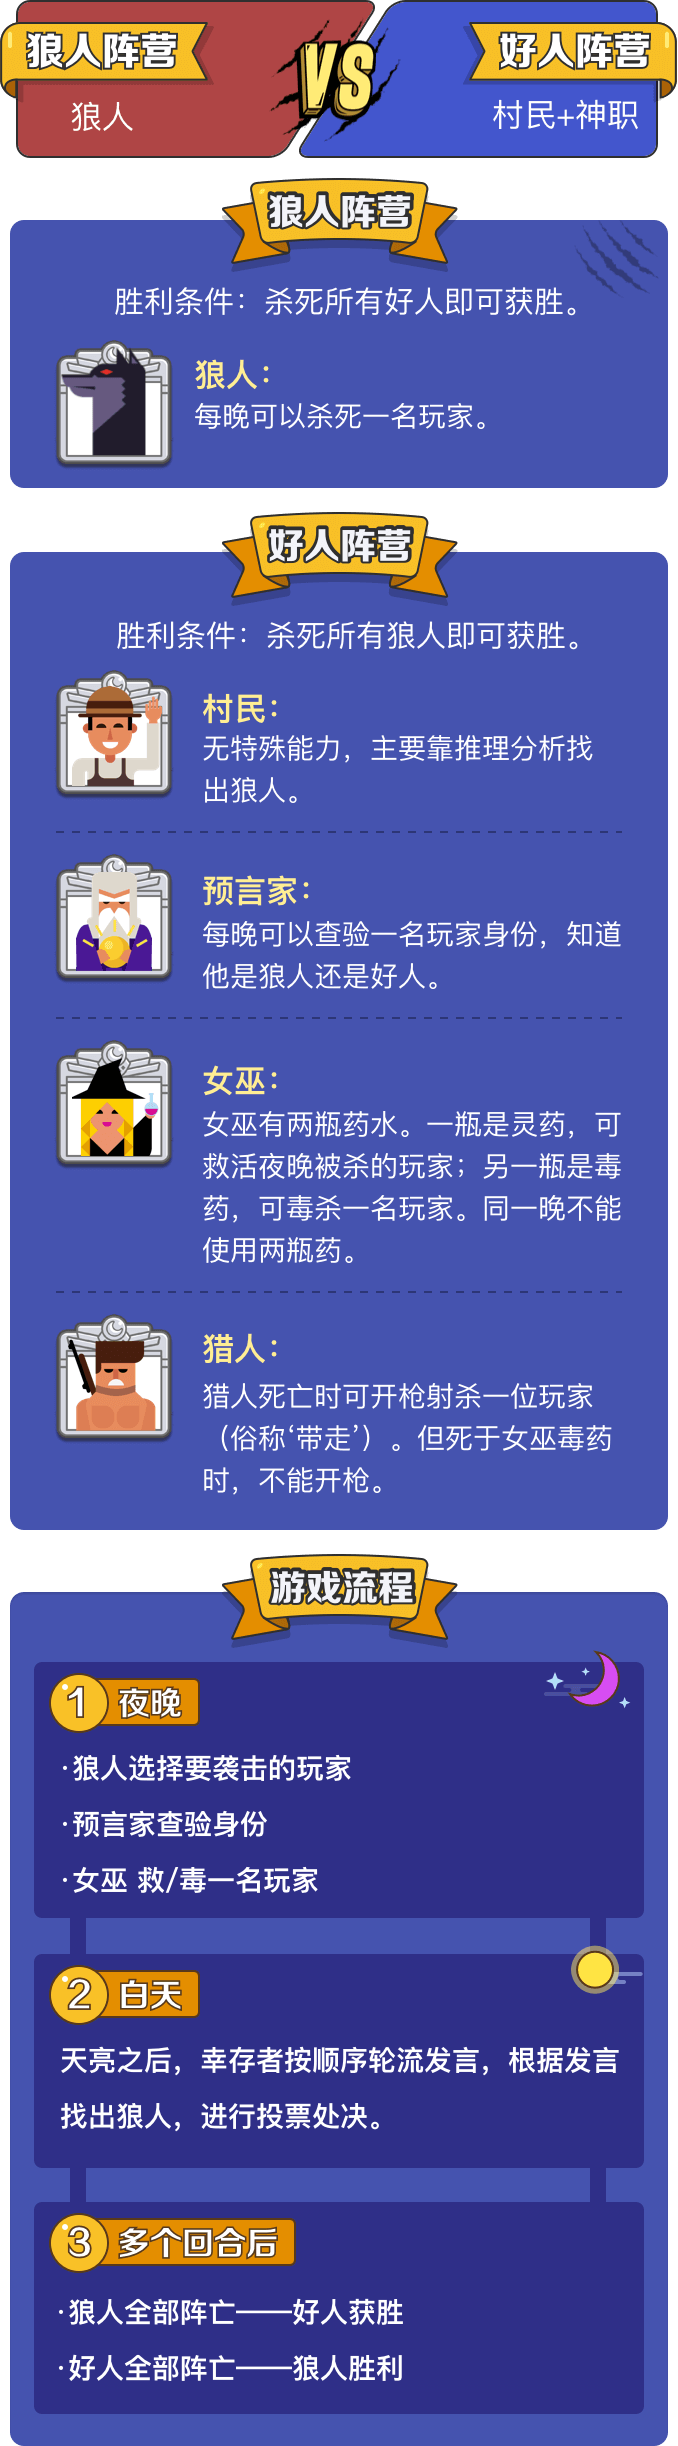 狼人阵营
VS
好人阵营
狼人
村民+神职
狼人阵营
胜利条件：杀死所有好人即可获胜。
狼人：
每晚可以杀死一名玩家。
好人阵营
胜利条件：杀死所有狼人即可获胜。
村民：
无特殊能力，主要靠推理分析找
出狼人。
预言家：
每晚可以查验一名玩家身份，知道
他是狼人还是好人。
女巫：
女巫有两瓶药水。一瓶是灵药，可
救活夜晚被杀的玩家；另一瓶是毒
药，可毒杀一名玩家。同一晚不能
使用两瓶药。
猎人：
猎人死亡时可开枪射杀一位玩家
（俗称‘带走’）。但死于女巫毒药
时，不能开枪。
游戏流程
1 夜晚
·狼人选择要袭击的玩家
·预言家查验身份
·女巫 救/毒一名玩家
2 白天
天亮之后，幸存者按顺序轮流发言，根据发言
找出狼人，进行投票处决。
3 多个回合后
·狼人全部阵亡——好人获胜
·好人全部阵亡——狼人胜利